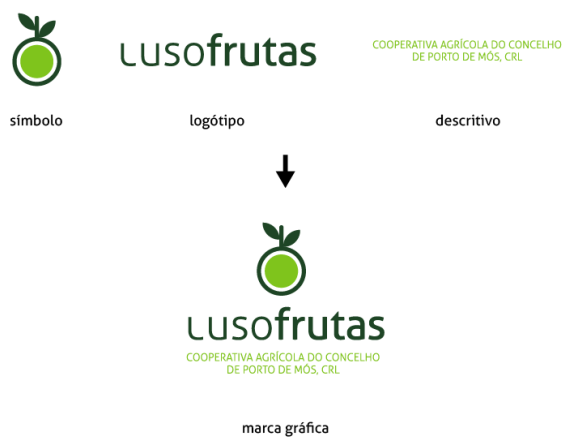 Lusofrutas
COOPERATIVA AGRÍCOLA DO CONCELHO
DE PORTO DE MÓS, CRL
símbolo
logótipo
descritivo
Lusofrutas
COOPERATIVA AGRÍCOLA DO CONCELHO
DE PORTO DE MÓS, CRL
marca gráfica